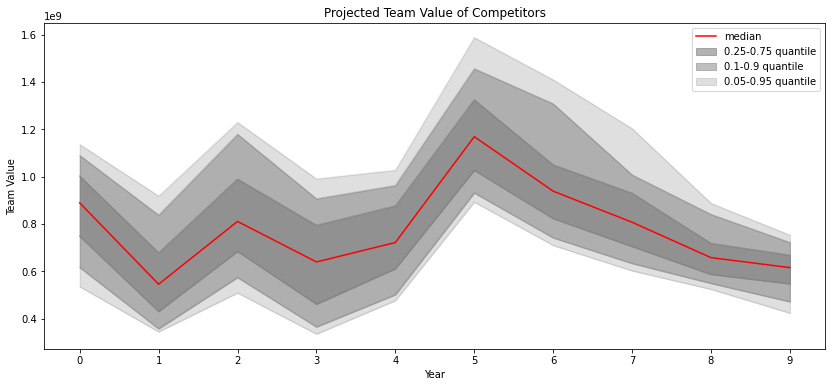 Projected Team Value of Competitors
1e9
1.6
1.4
1.2
1.0
0.8
0.6
0.4
Team Value
median
0.25-0.75 quantile
0.1-0.9 quantile
0.05-0.95 quantile
0 1 2 3 4 5 6 7 8 9
Year